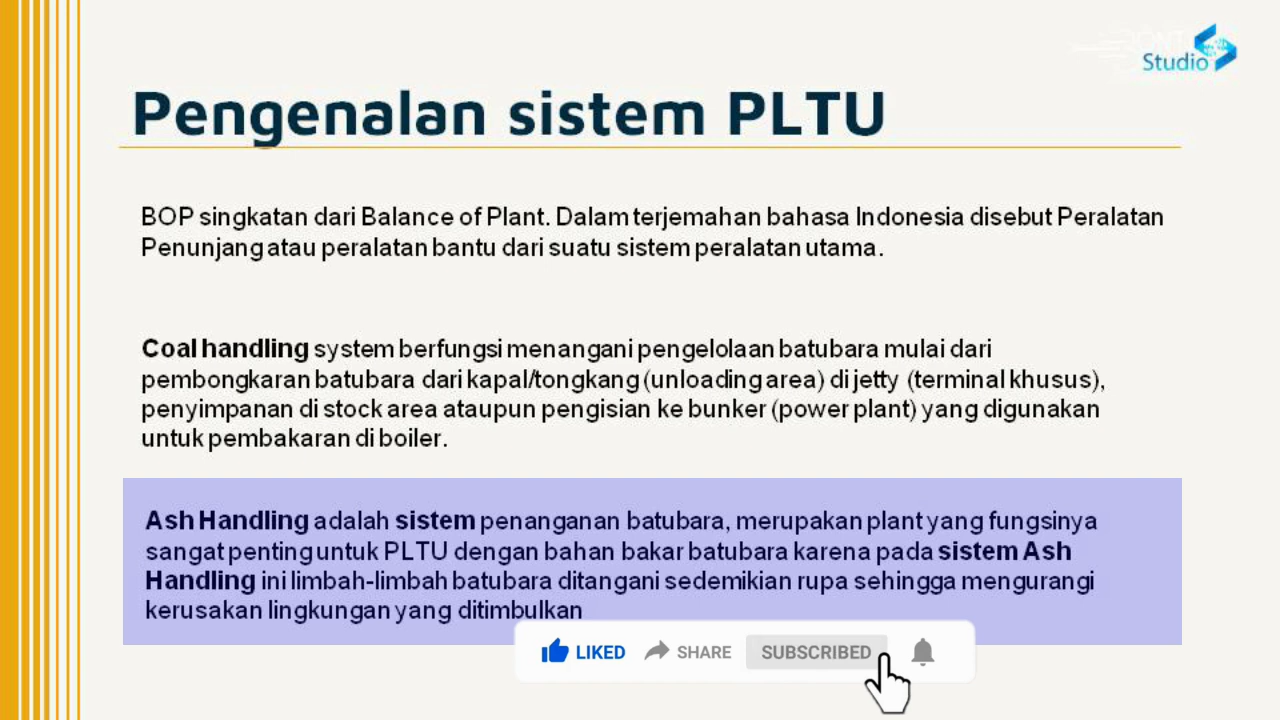 Studio
Pengenalan sistem PLTU
BOP singkatan dari Balance of Plant. Dalam terjemahan bahasa Indonesia disebut Peralatan
Penunjang atau peralatan bantu dari suatu sistem peralatan utama.
Coal handling system berfungsi menangani pengelolaan batubara mulai dari
pembongkaran batubara dari kapal/tongkang (unloading area) di jetty (terminal khusus),
penyimpanan di stock area ataupun pengisian ke bunker (power plant) yang digunakan
untuk pembakaran di boiler.
Ash Handling adalah sistem penanganan batubara, merupakan plant yang fungsinya
sangat penting untuk PLTU dengan bahan bakar batubara karena pada sistem Ash
Handling ini limbah-limbah batubara ditangani sedemikian rupa sehingga mengurangi
kerusakan lingkungan yang ditimbulkan
LIKED SHARE SUBSCRIBED